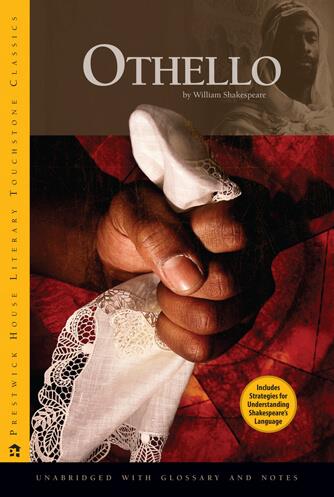 OTHELLO
by William Shakespeare
PRESTWICK HOUSE LITERARY TOUCHSTONE CLASSICS
Includes
Strategies for
Understanding
Shakespeare's
Language
UNABRIDGED WITH GLOSSARY AND NOTES